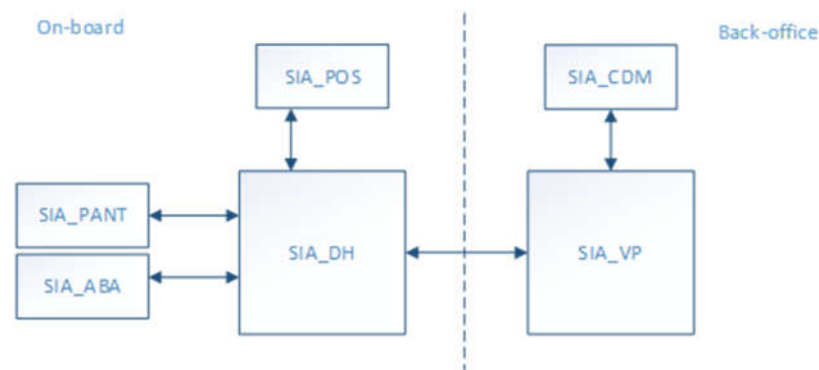 On-board
Back-office
SIA_POS
SIA_CDM
SIA_PANT
SIA_DH
SIA_VP
SIA_ABA